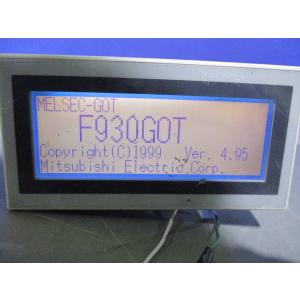 MELSEC-GOT
F930GOT
Copyright(C)1999 Ver. 4.95
Mitsubishi Electric Corp.